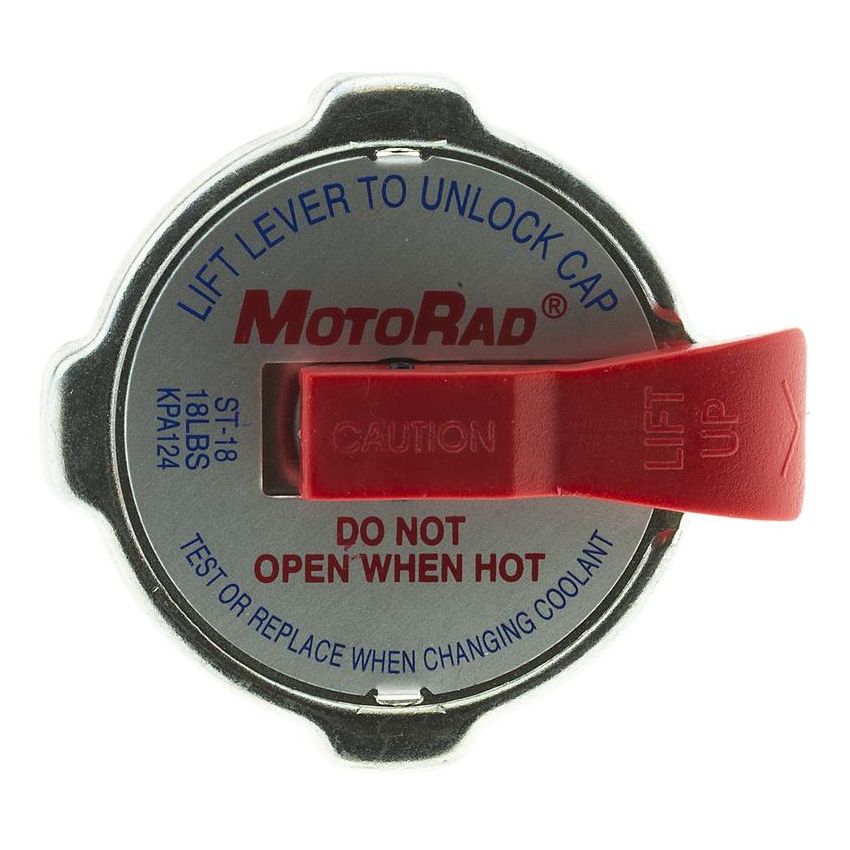 LIFT LEVER TO UNLOCK CAP
MOTORAD®
ST-18
18LBS
KPA124
CAUTION
LIFT
UP
DO NOT
OPEN WHEN HOT
TEST OR REPLACE WHEN CHANGING COOLANT